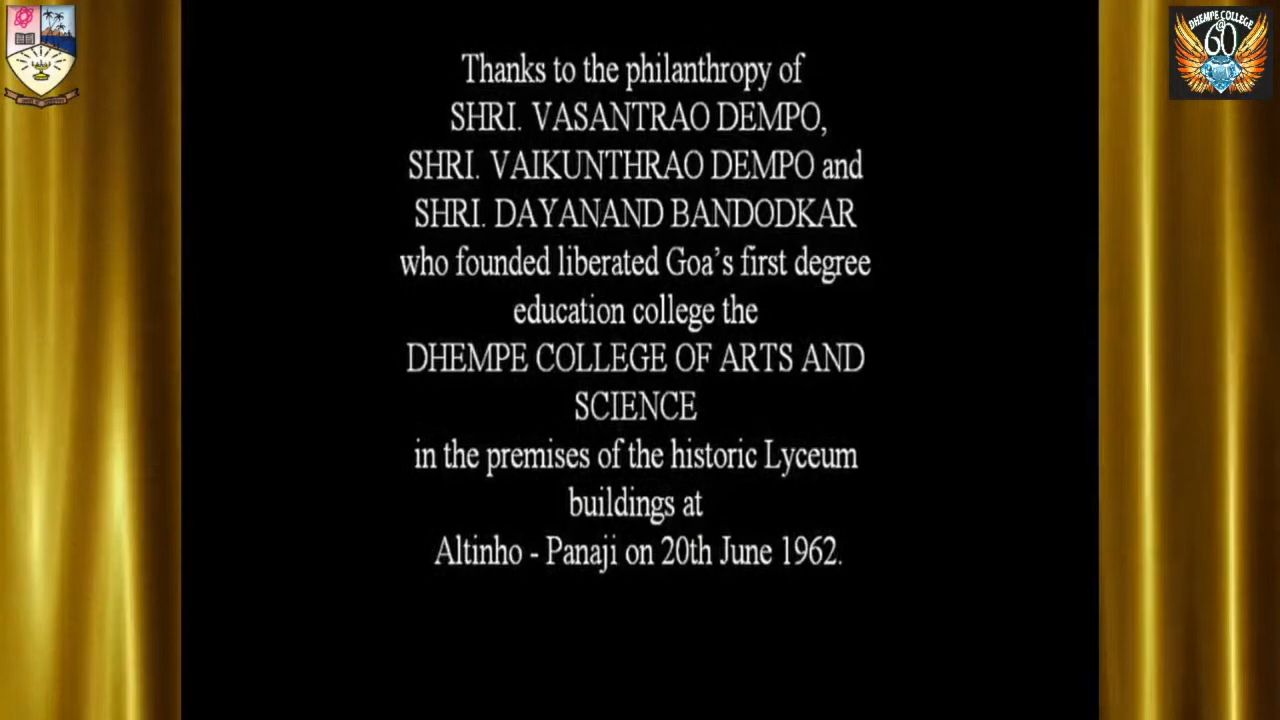 Thanks to the philanthropy of
SHRI. VASANTRAO DEMPO,
SHRI. VAIKUNTHRAO DEMPO and
SHRI. DAYANAND BANDODKAR
who founded liberated Goa's first degree
education college the
DHEMPE COLLEGE OF ARTS AND
SCIENCE
in the premises of the historic Lyceum
buildings at
Altinho - Panaji on 20th June 1962.
DHEMPE COLLEGE
@
60